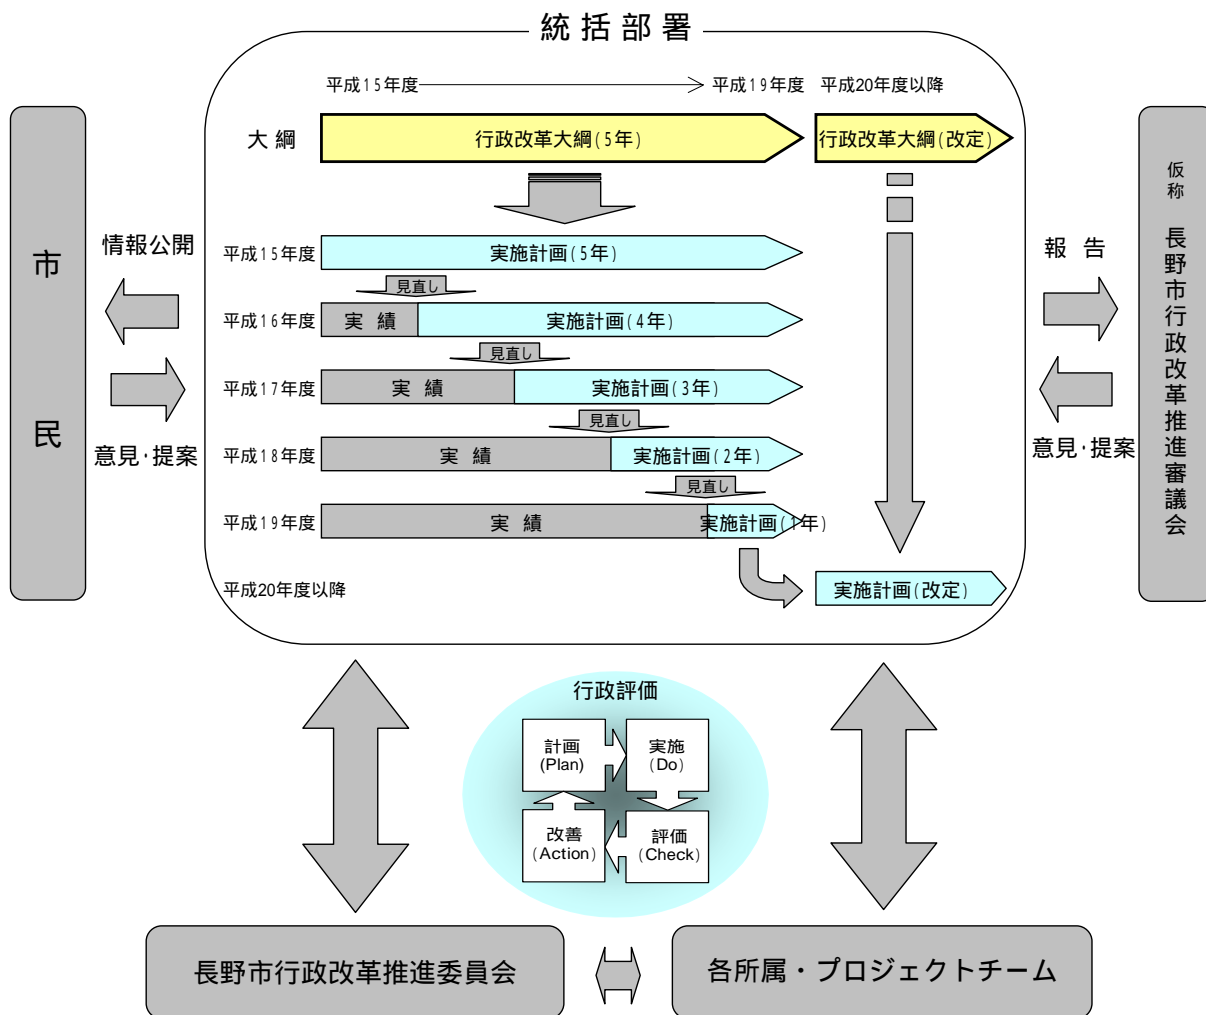 統括部署
平成15年度 平成19年度 平成20年度以降
大綱 行政改革大綱(5年) 行政改革大綱(改定)
平成15年度 実施計画(5年)
見直し
平成16年度 実績 実施計画(4年)
見直し
平成17年度 実績 実施計画(3年)
見直し
平成18年度 実績 実施計画(2年)
見直し
平成19年度 実績 実施計画(1年)
平成20年度以降 実施計画(改定)
市民
情報公開
意見・提案
報告
意見・提案
仮称 長野市行政改革推進審議会
行政評価
計画
(Plan)
実施
(Do)
改善
(Action)
評価
(Check)
長野市行政改革推進委員会
各所属・プロジェクトチーム